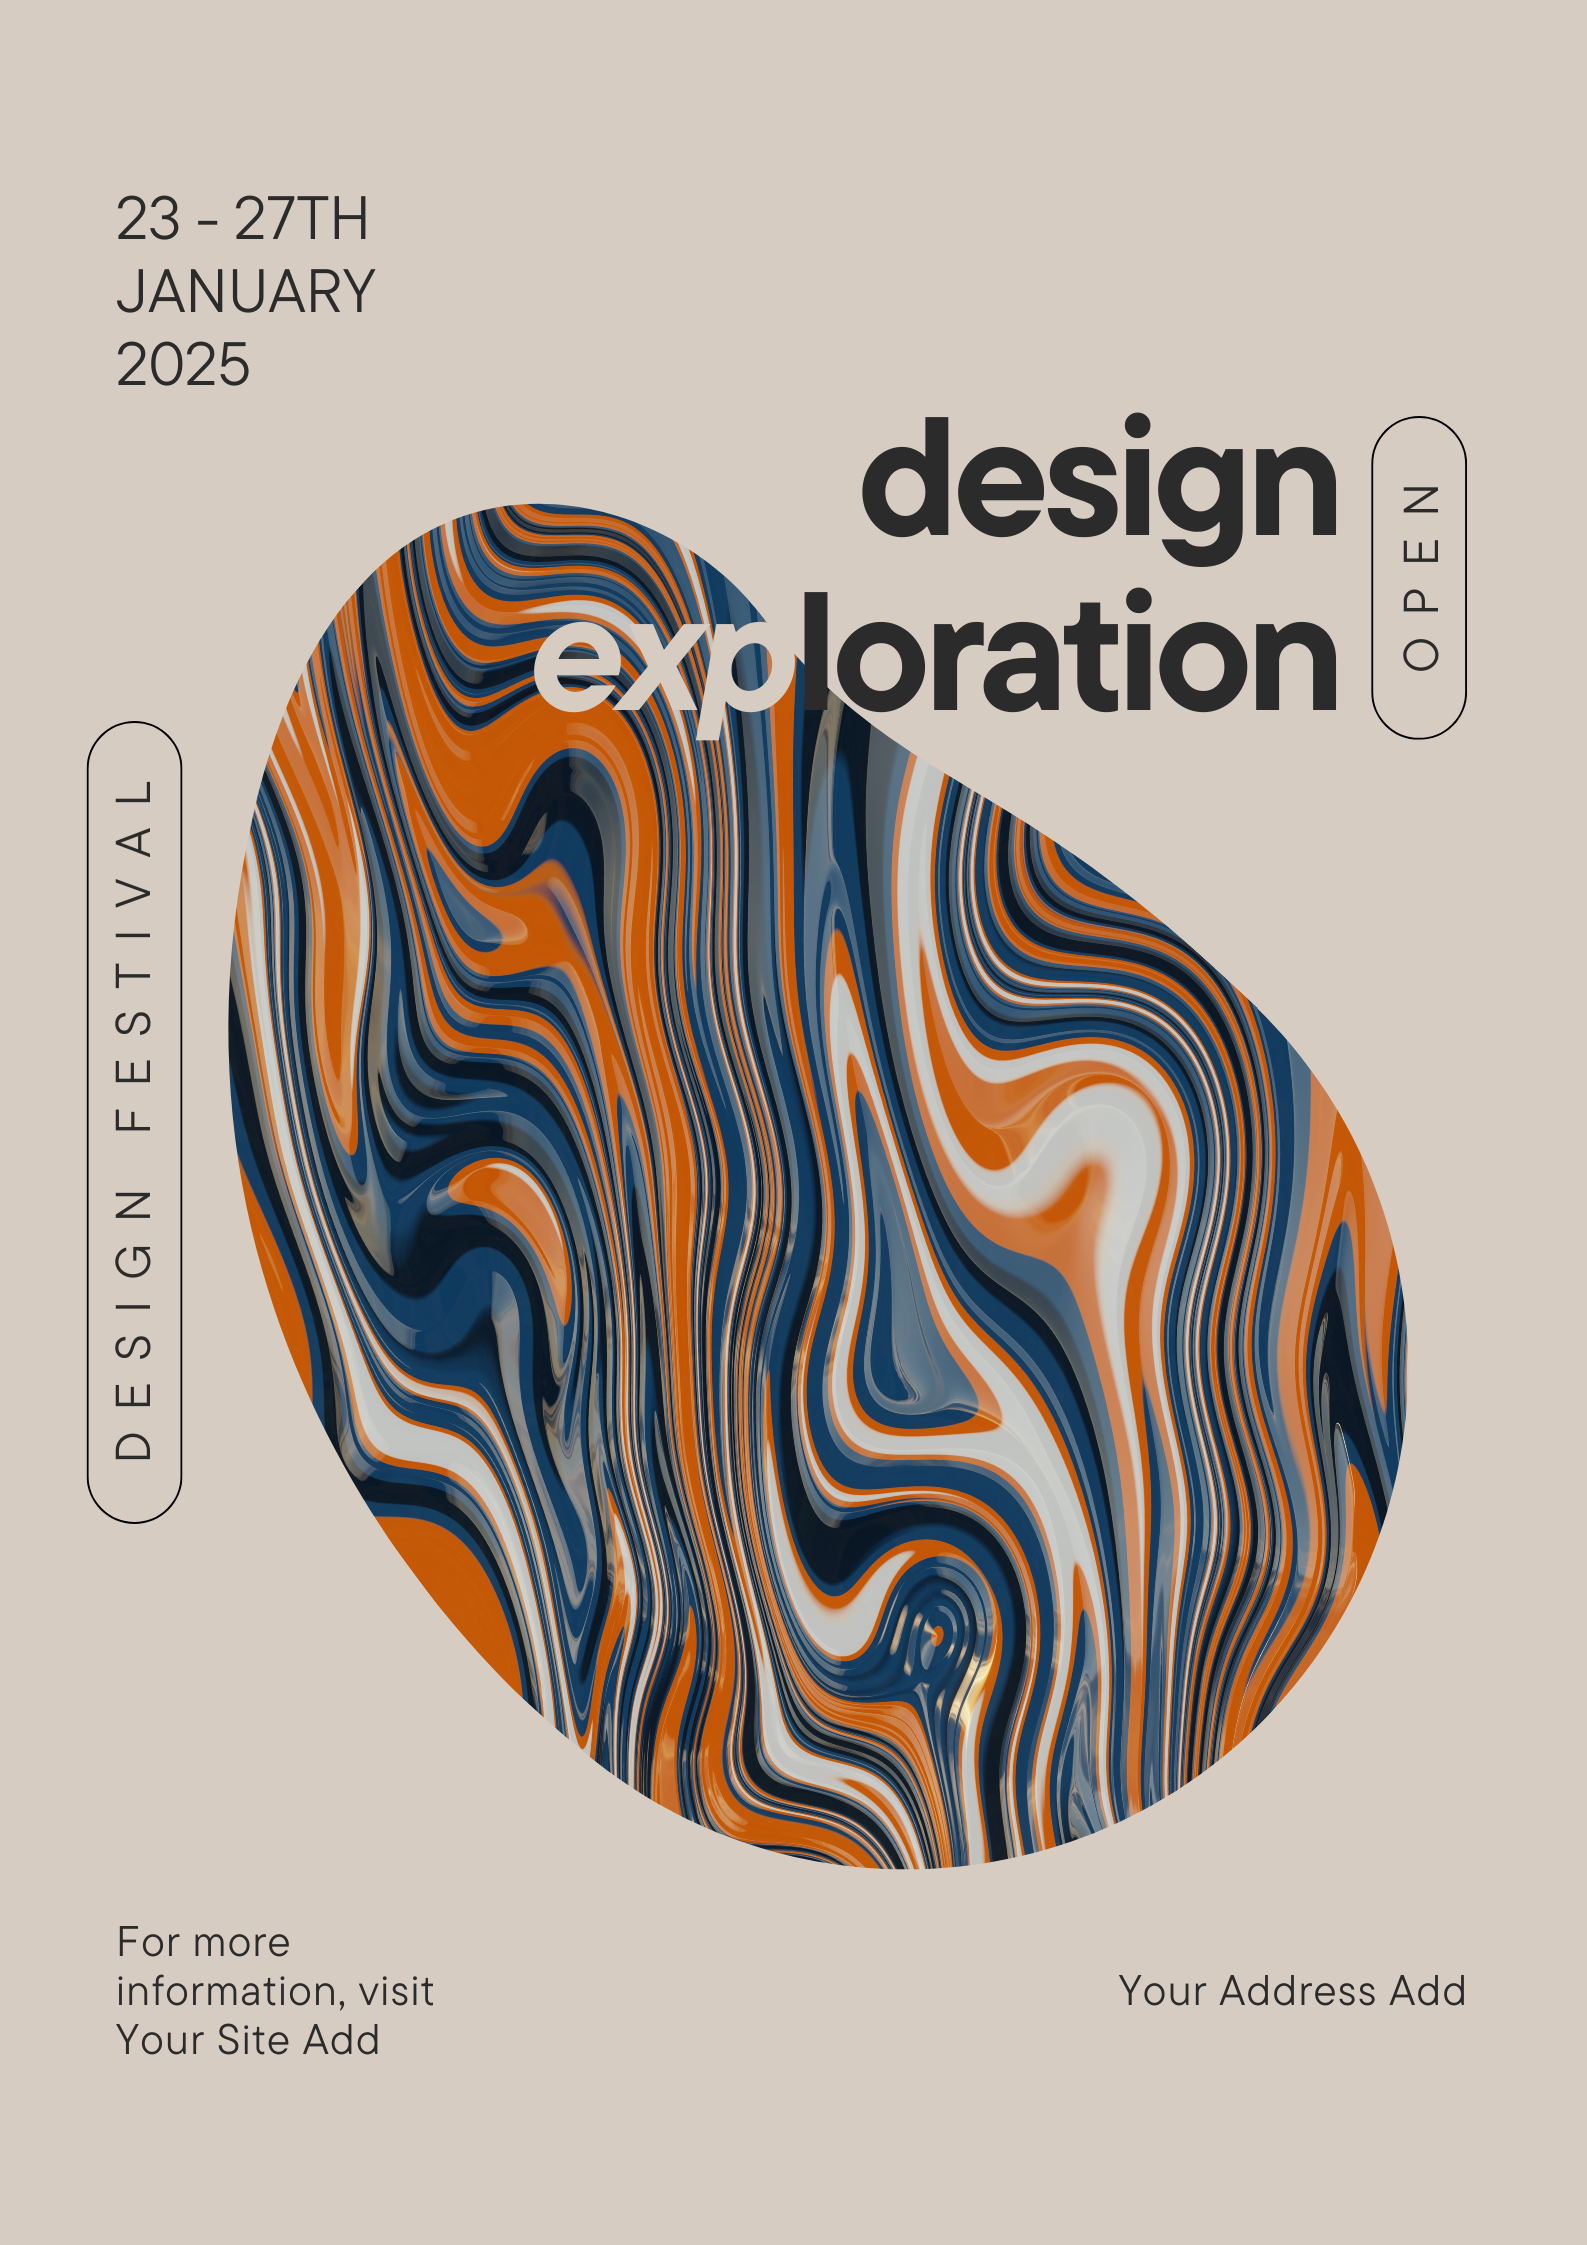 23 - 27TH
JANUARY
2025
design
exploration
OPEN
DESIGN FESTIVAL
For more
information, visit
Your Site Add
Your Address Add